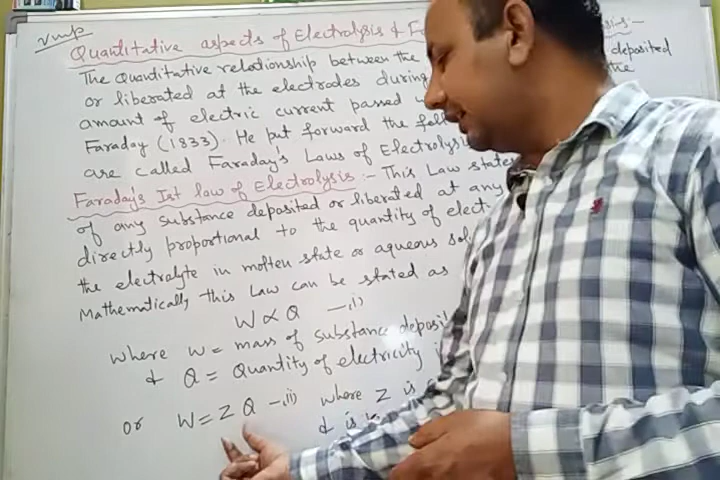 vmp
Quantitative aspects of Electrolysis &
The Quantitative relationship between the deposited
or liberated at the electrodes during the
amount of electric current passed
Faraday (1833). He put forward the
are called Faraday's Laws of Electrolysis
Faraday's Ist law of Electrolysis :- This Law states
of any substance deposited or liberated at any
directly proportional to the quantity of
the electrolyte in molten state or aqueous
Mathematically this Law can be stated as
W ∝ Q —(i)
where W = mass of substance
& Q = Quantity of electricity
or W = Z Q —(ii) where Z is
& is